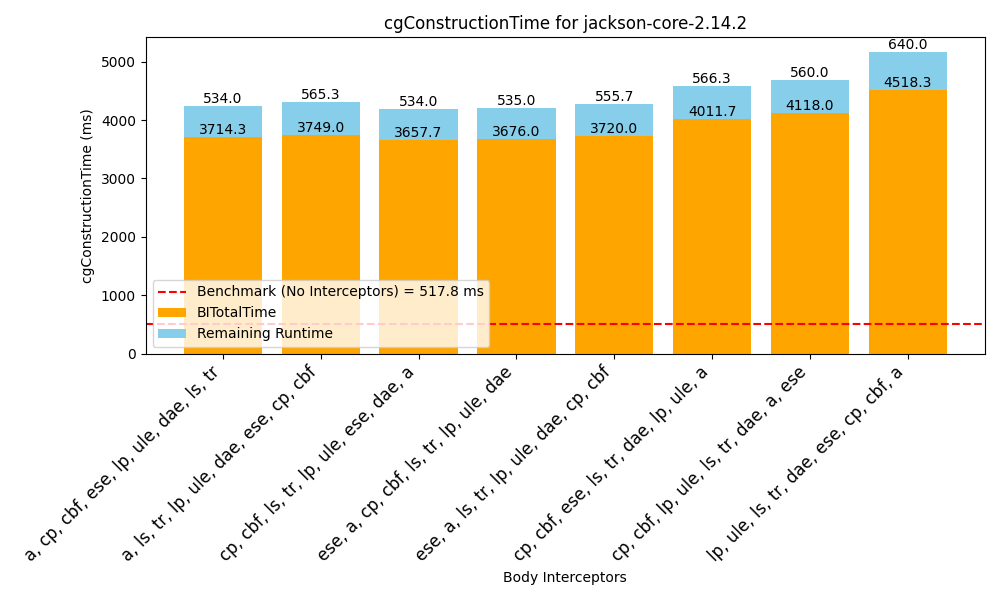 cgConstructionTime for jackson-core-2.14.2
cgConstructionTime (ms)
5000
4000
3000
2000
1000
0
534.0
565.3
534.0
535.0
555.7
566.3
560.0
640.0
3714.3
3749.0
3657.7
3676.0
3720.0
4011.7
4118.0
4518.3
Benchmark (No Interceptors) = 517.8 ms
BITotalTime
Remaining Runtime
a, cp, cbf, ese, lp, ule, dae, ls, tr
a, ls, tr, lp, ule, dae, ese, cp, cbf
cp, cbf, ls, tr, lp, ule, ese, dae, a
ese, a, cp, cbf, ls, tr, lp, ule, dae
ese, a, ls, tr, lp, ule, dae, cp, cbf
cp, cbf, ese, ls, tr, dae, lp, ule, a
cp, cbf, lp, ule, ls, tr, dae, a, ese
lp, ule, ls, tr, dae, ese, cp, cbf, a
Body Interceptors